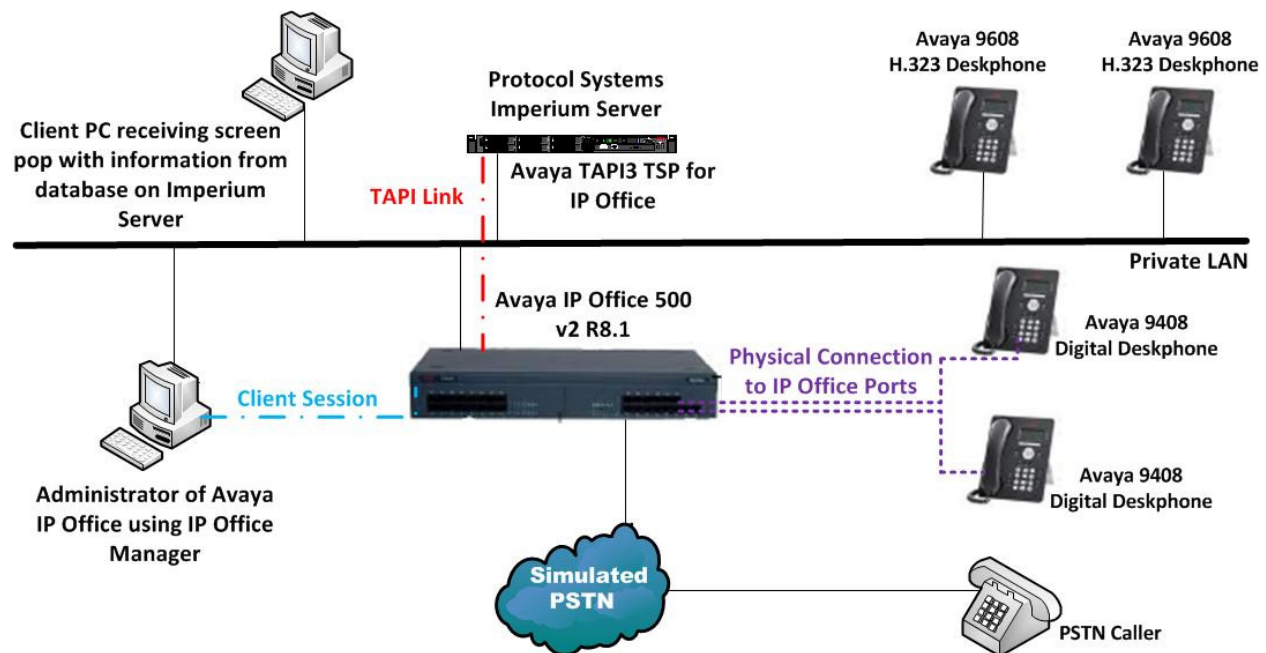 Avaya 9608
H.323 Deskphone
Avaya 9608
H.323 Deskphone
Protocol Systems
Imperium Server
Client PC receiving screen
pop with information from
database on Imperium
Server
TAPI Link
Avaya TAPI3 TSP for
IP Office
Private LAN
Avaya IP Office 500
v2 R8.1
Avaya 9408
Digital Deskphone
Physical Connection
to IP Office Ports
Client Session
Avaya 9408
Digital Deskphone
Administrator of Avaya
IP Office using IP Office
Manager
Simulated
PSTN
PSTN Caller